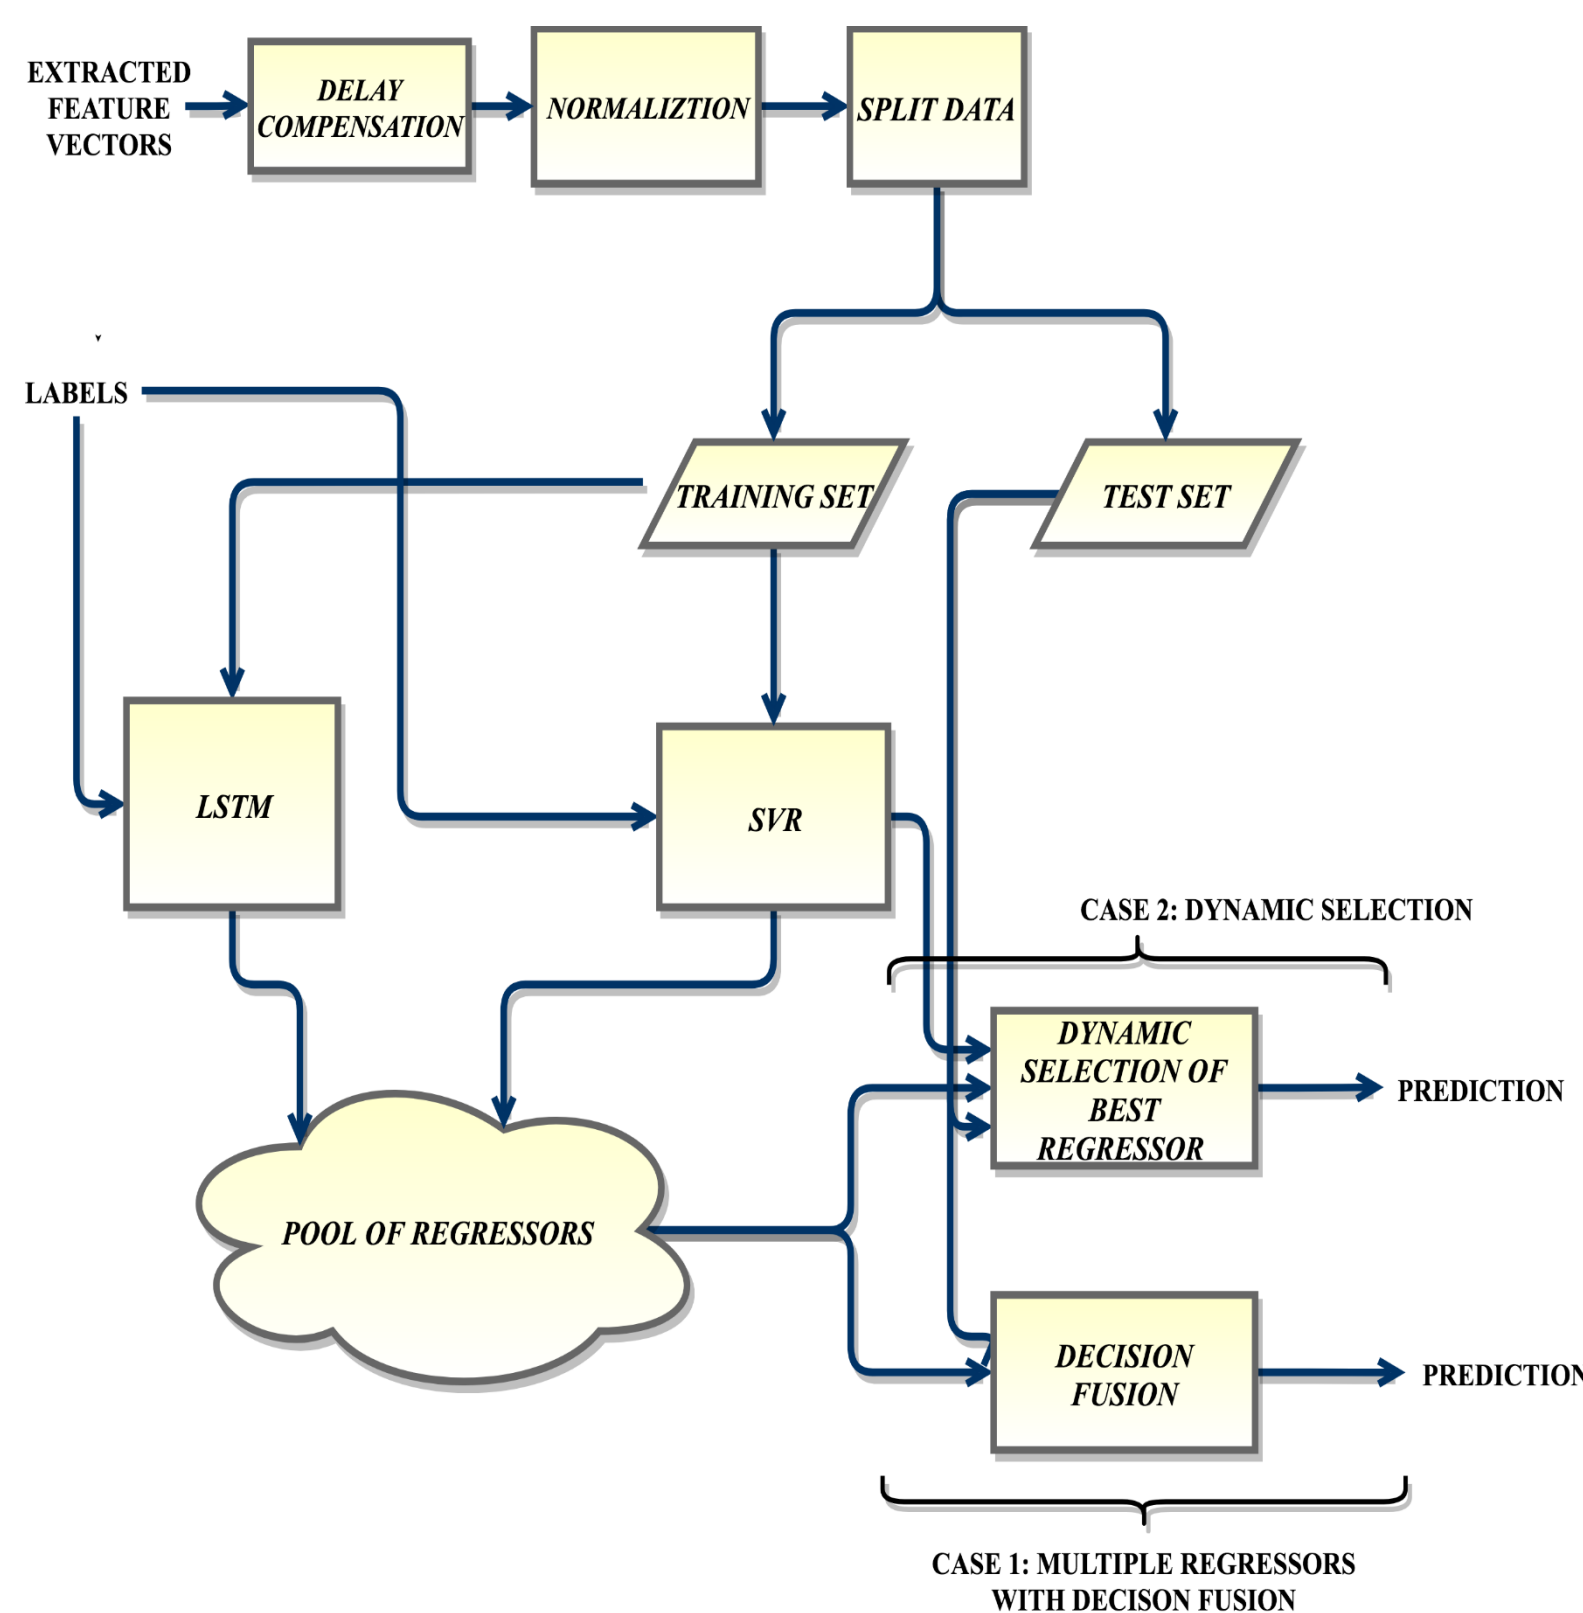 EXTRACTED
FEATURE
VECTORS
DELAY
COMPENSATION
NORMALIZTION
SPLIT DATA
LABELS
TRAINING SET
TEST SET
LSTM
SVR
CASE 2: DYNAMIC SELECTION
DYNAMIC
SELECTION OF
BEST
REGRESSOR
PREDICTION
POOL OF REGRESSORS
DECISION
FUSION
PREDICTION
CASE 1: MULTIPLE REGRESSORS
WITH DECISON FUSION